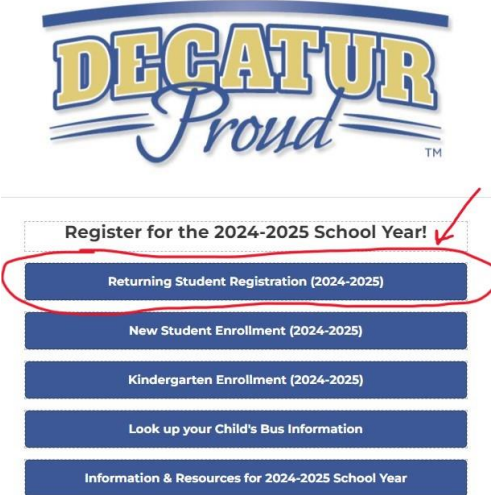 DECATUR
Proud
TM
Register for the 2024-2025 School Year!
Returning Student Registration (2024-2025)
New Student Enrollment (2024-2025)
Kindergarten Enrollment (2024-2025)
Look up your Child's Bus Information
Information & Resources for 2024-2025 School Year